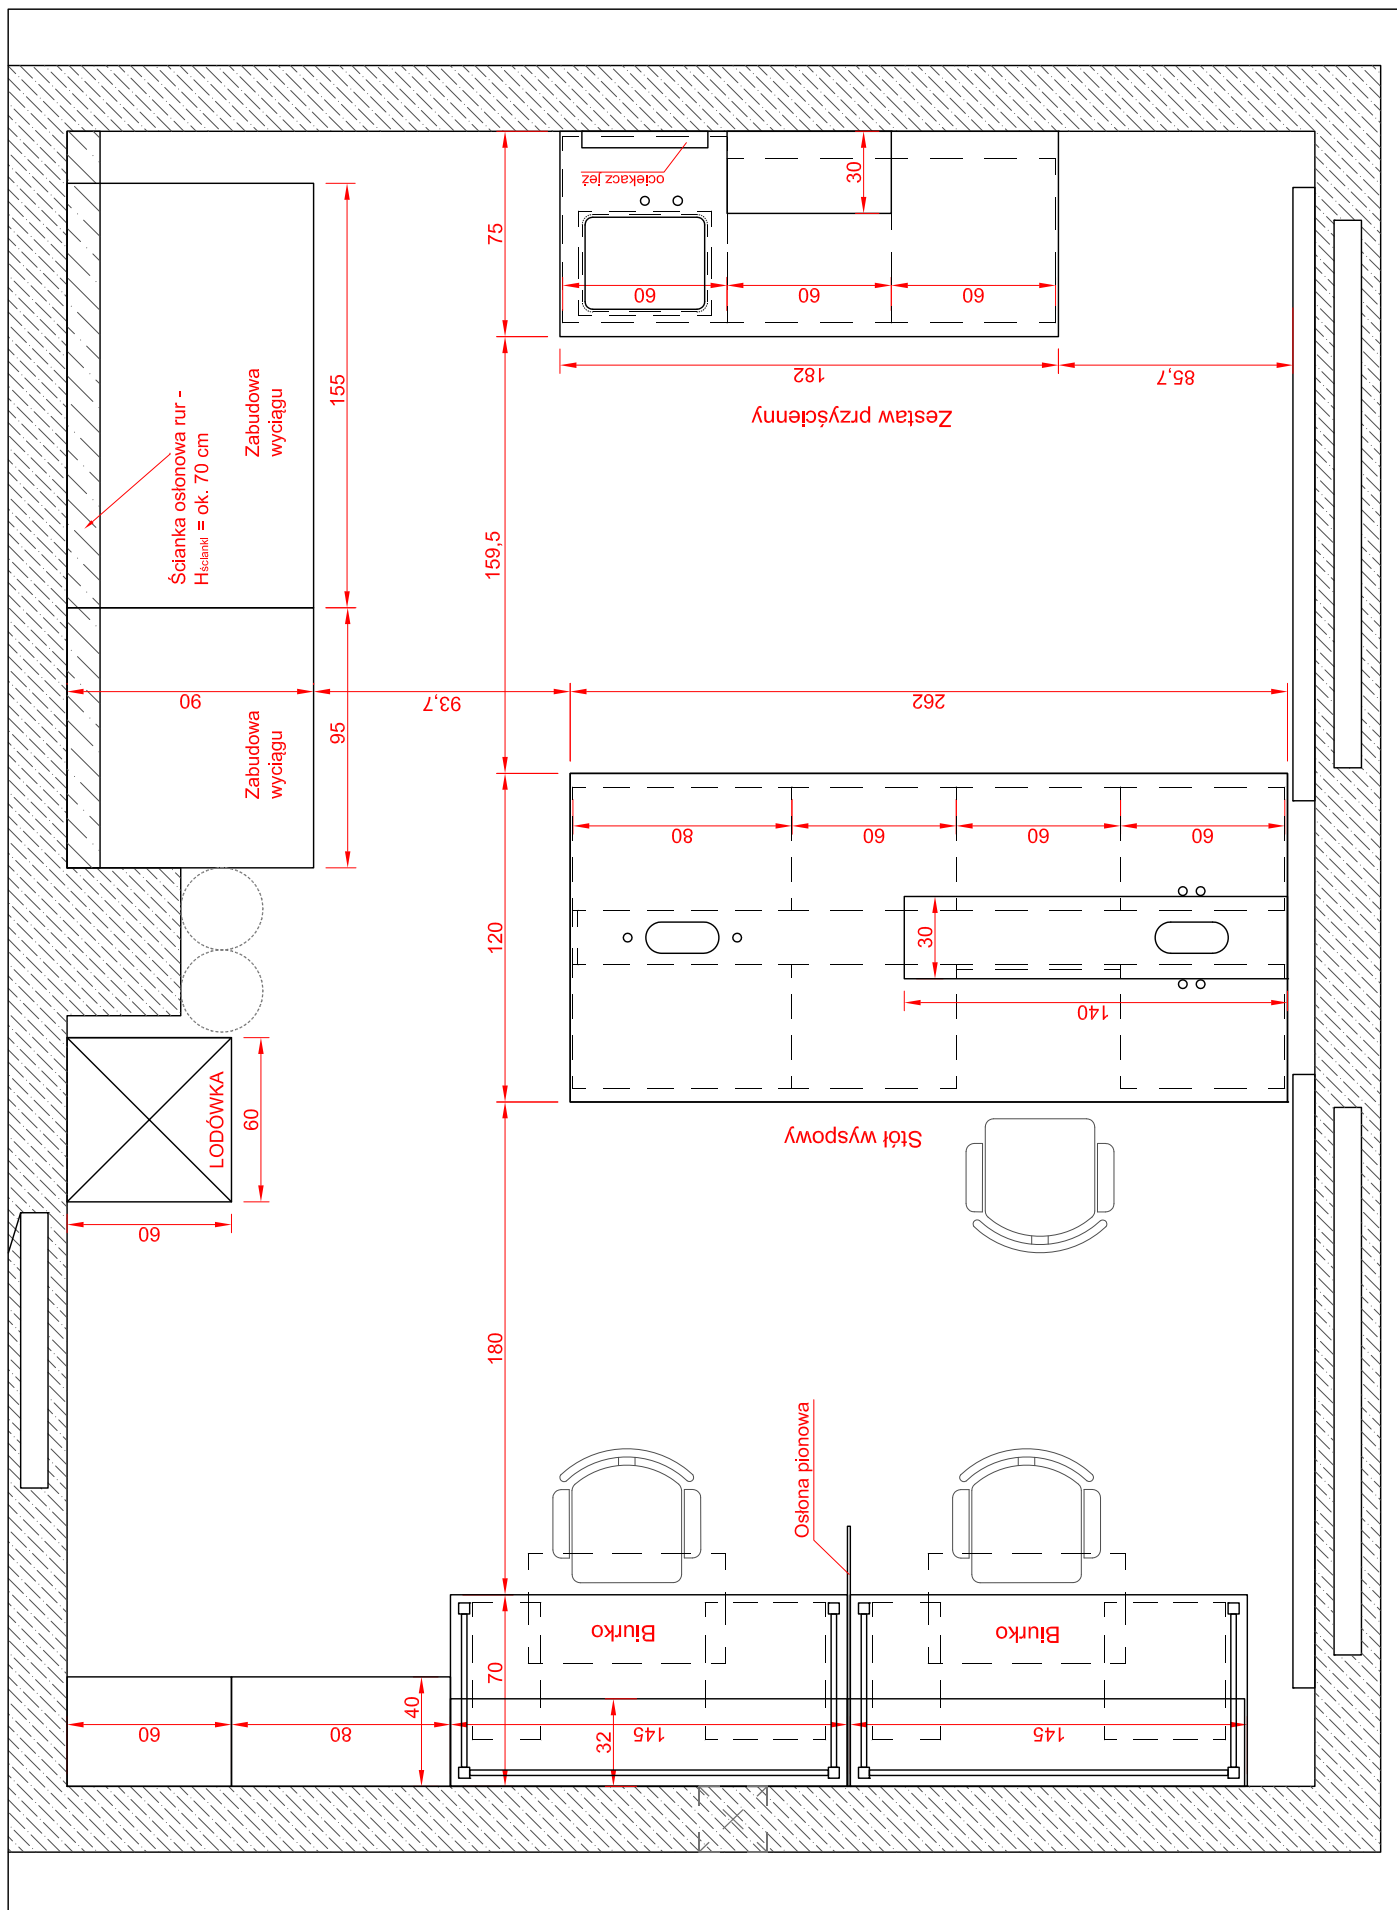 75
ociekacz jeż
30
60
60
60
182
85,7
Zestaw przyścienny
Ścianka osłonowa rur -
Hścianki = ok. 70 cm
Zabudowa
wyciągu
155
159,5
90
93,7
262
Zabudowa
wyciągu
95
80
60
60
60
120
30
140
LODÓWKA
60
60
Stół wyspowy
180
Osłona pionowa
Biurko
Biurko
70
60
80
40
32
145
145